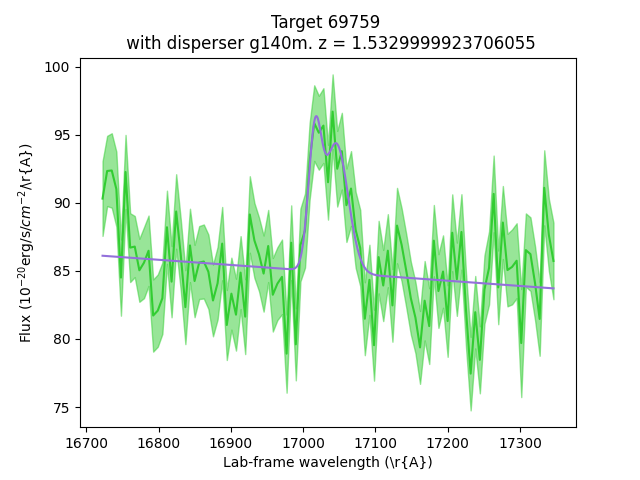 Target 69759
with disperser g140m. z = 1.5329999923706055
Flux (10⁻²⁰erg/s/cm⁻²/\r{A})
100
95
90
85
80
75
16700 16800 16900 17000 17100 17200 17300
Lab-frame wavelength (\r{A})